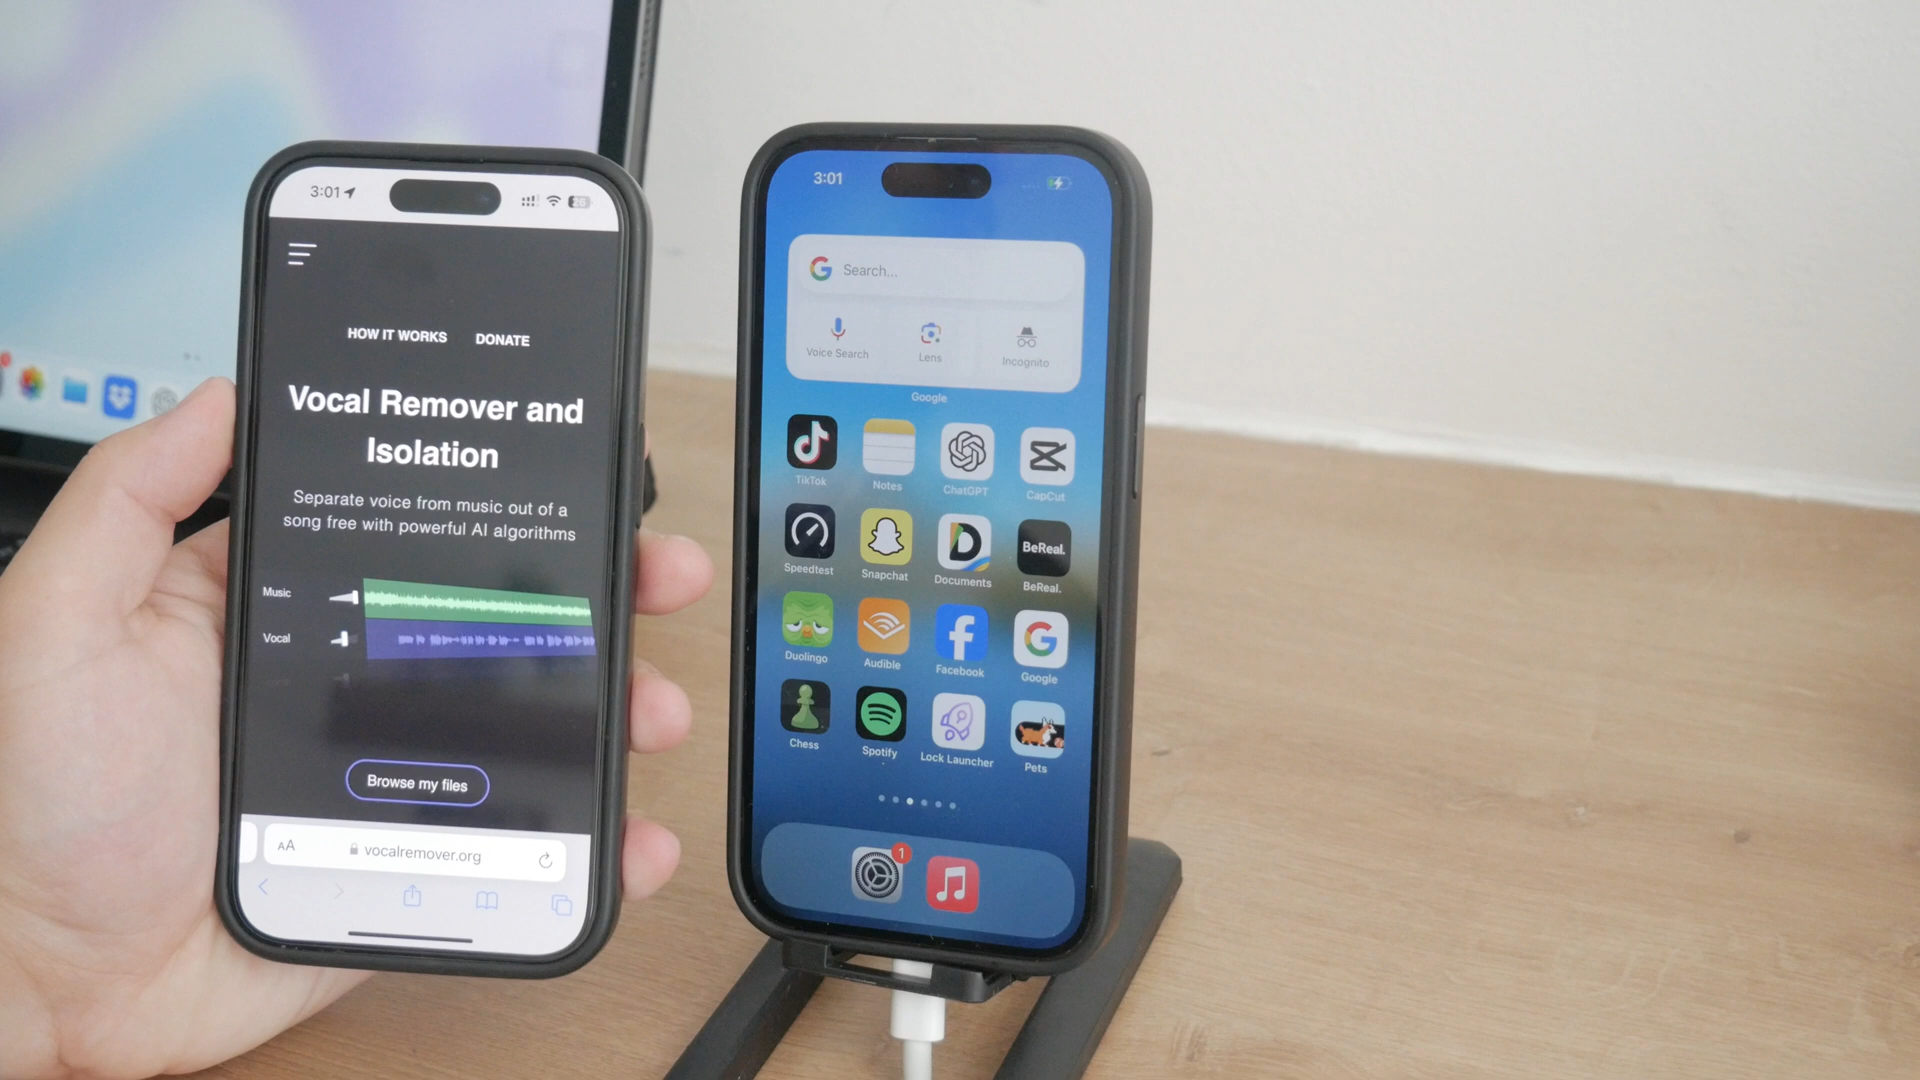 3:01
26
HOW IT WORKS DONATE
Vocal Remover and
Isolation
Separate voice from music out of a
song free with powerful AI algorithms
Music
Vocal
Browse my files
AA vocalremover.org
3:01
Search...
Voice Search Lens Incognito
Google
TikTok Notes ChatGPT CapCut
BeReal.
Speedtest Snapchat Documents BeReal.
Duolingo Audible Facebook Google
Chess Spotify Lock Launcher Pets
1